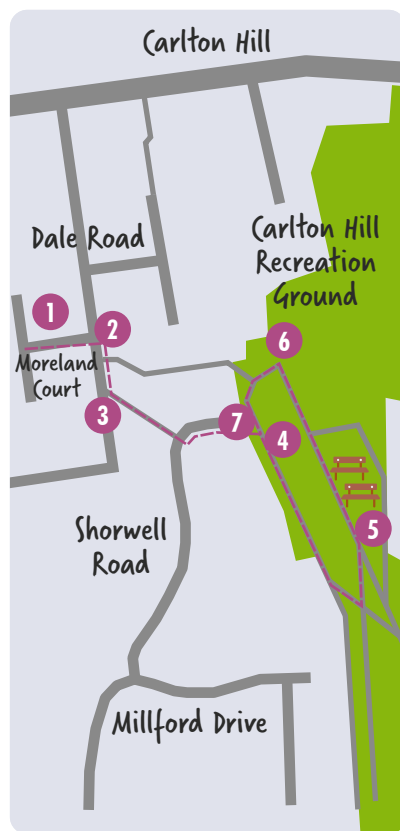 Carlton Hill
Dale Road
Carlton Hill
Recreation
Ground
1
2
6
Moreland
Court
3
7
4
5
Shorwell
Road
Millford Drive